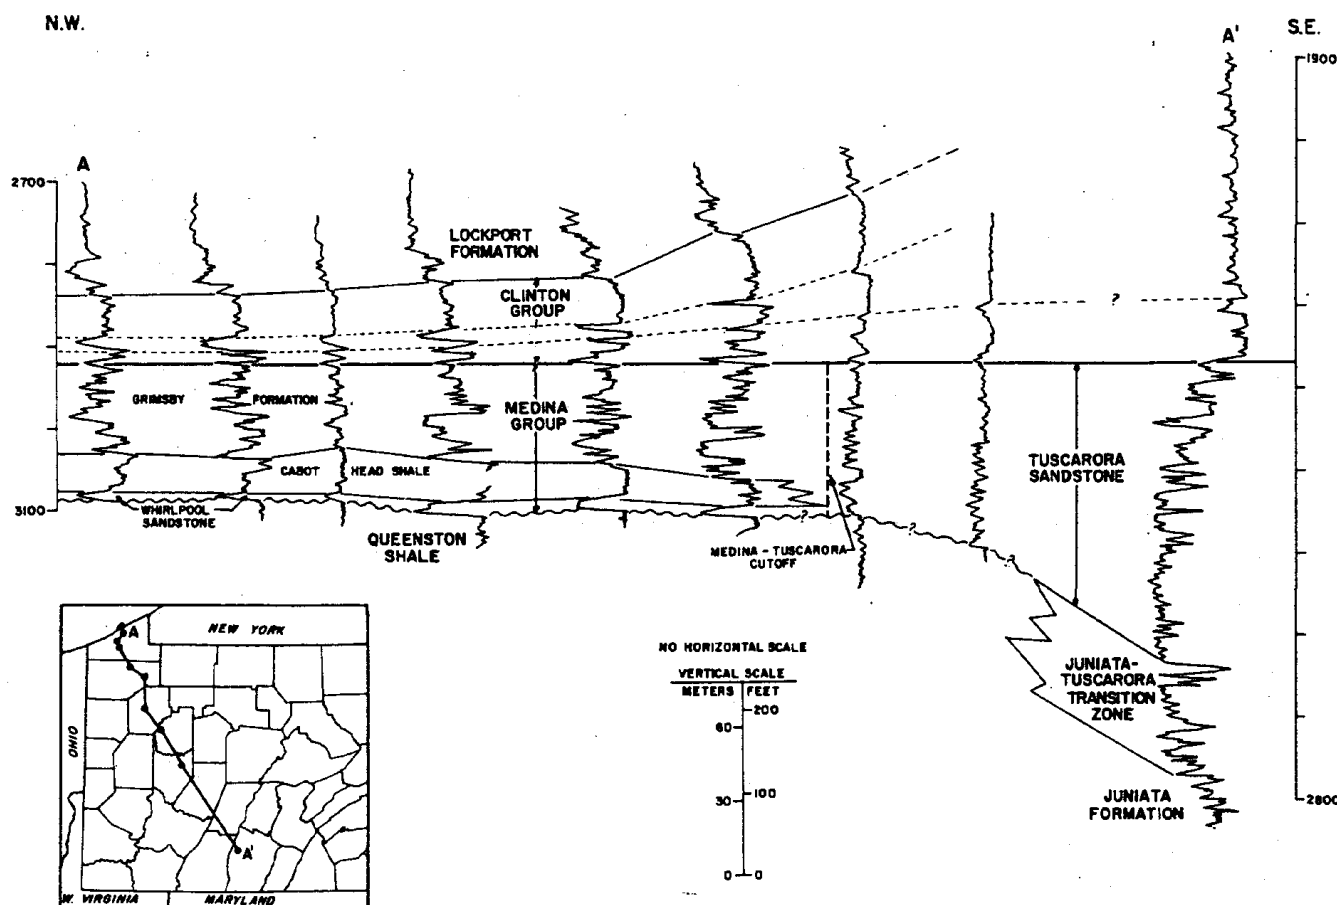 N.W.
S.E.
A
A'
1900
2700
LOCKPORT
FORMATION
CLINTON
GROUP
?
GRIMSBY FORMATION
MEDINA
GROUP
TUSCARORA
SANDSTONE
CABOT HEAD SHALE
3100
WHIRLPOOL
SANDSTONE
QUEENSTON
SHALE
?
?
?
MEDINA - TUSCARORA
CUTOFF
JUNIATA-
TUSCARORA
TRANSITION
ZONE
JUNIATA
FORMATION
2800
NO HORIZONTAL SCALE
VERTICAL SCALE
METERS FEET
200
60
30
100
0 0
A
NEW YORK
OHIO
A'
W. VIRGINIA
MARYLAND